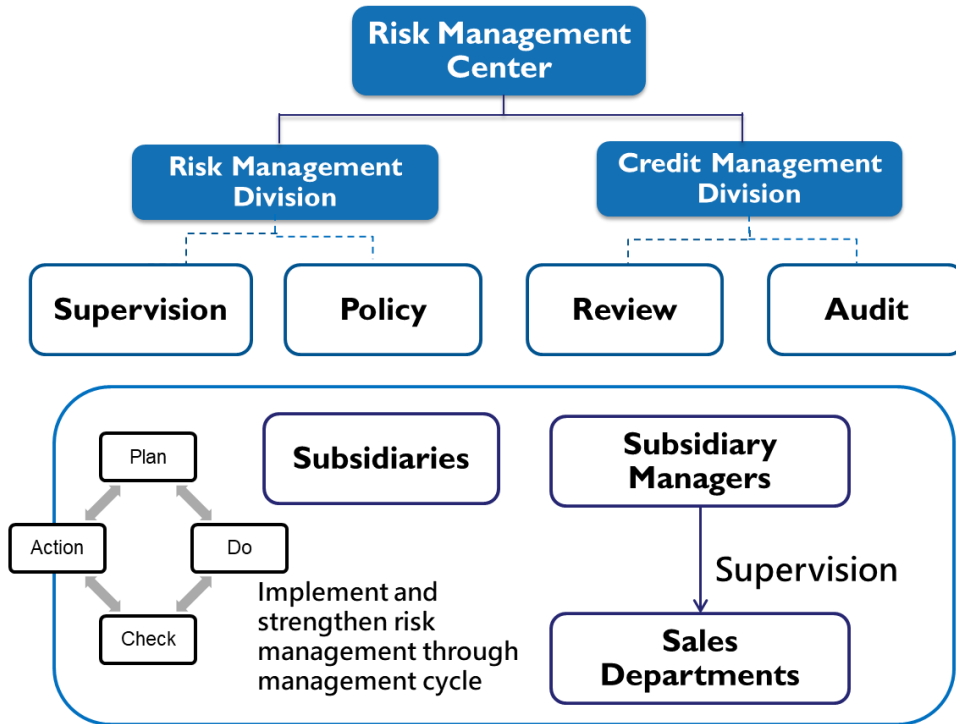 Risk Management
Center
Risk Management
Division
Credit Management
Division
Supervision
Policy
Review
Audit
Plan
Action
Do
Check
Subsidiaries
Implement and
strengthen risk
management through
management cycle
Subsidiary
Managers
Supervision
Sales
Departments